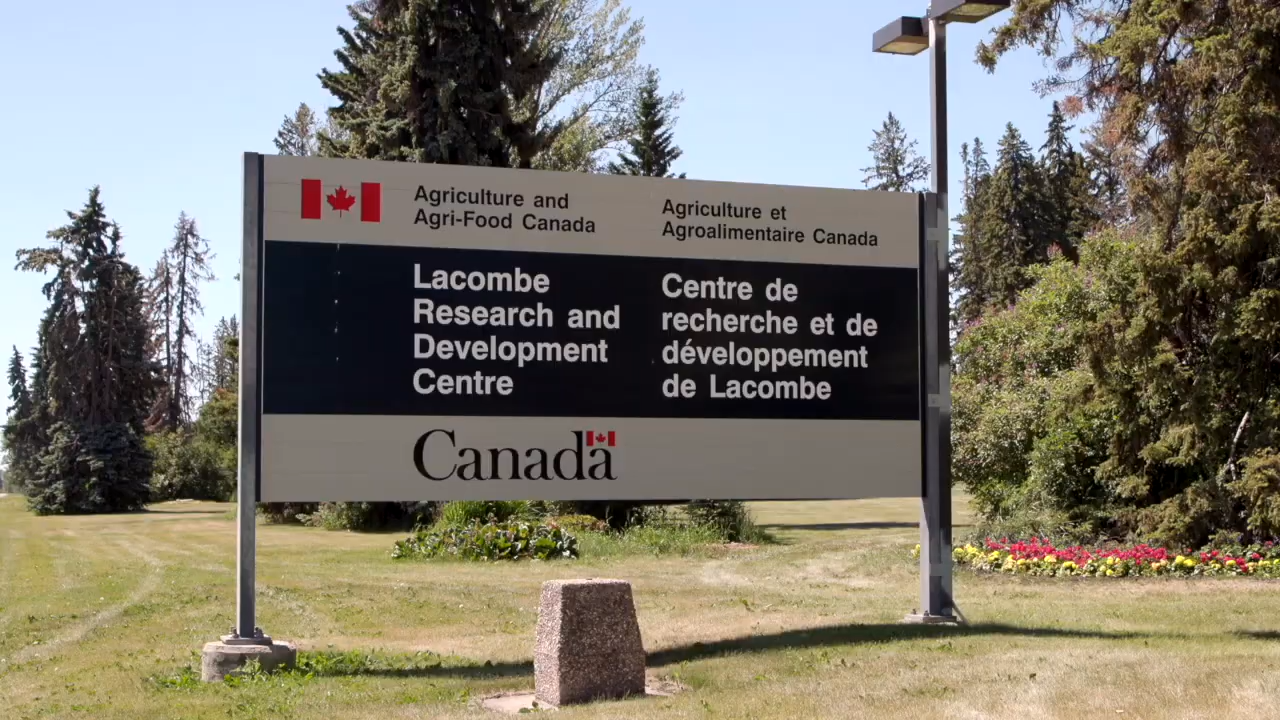 Agriculture and
Agri-Food Canada
Agriculture et
Agroalimentaire Canada
Lacombe
Research and
Development
Centre
Centre de
recherche et de
développement
de Lacombe
Canada